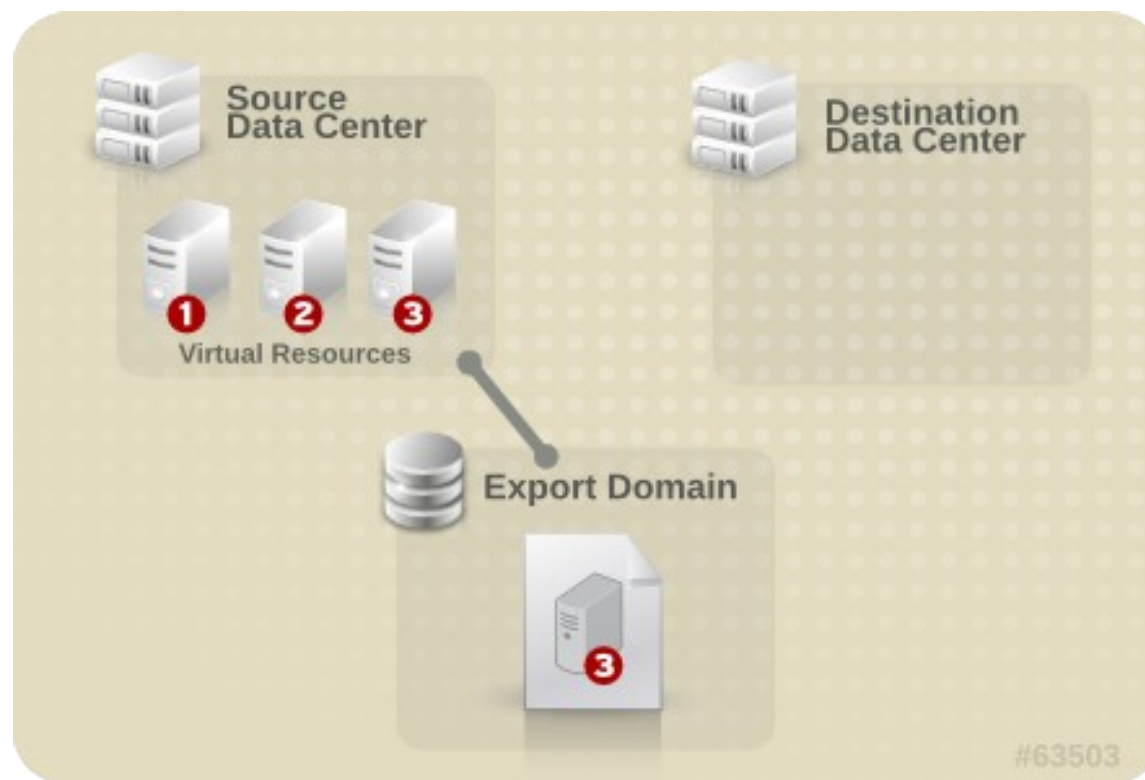 Source
Data Center
Destination
Data Center
1
2
3
Virtual Resources
Export Domain
3
#63503